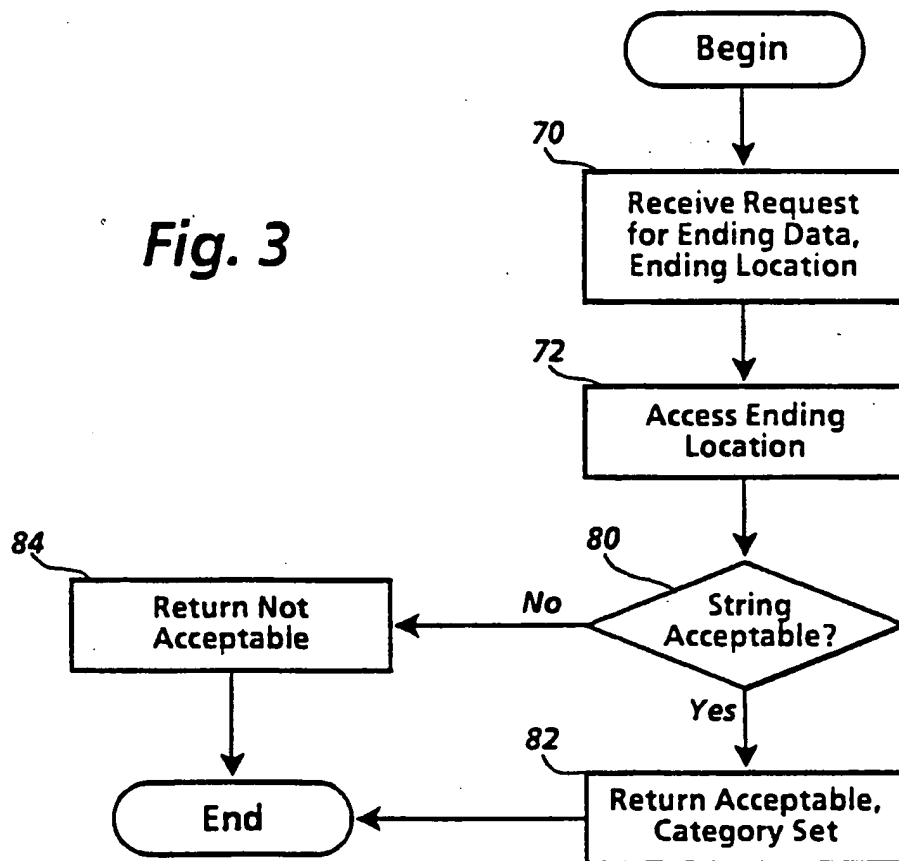 Begin
70
Receive Request
for Ending Data,
Ending Location
Fig. 3
72
Access Ending
Location
80
String
Acceptable?
No
Yes
84
Return Not
Acceptable
82
Return Acceptable,
Category Set
End